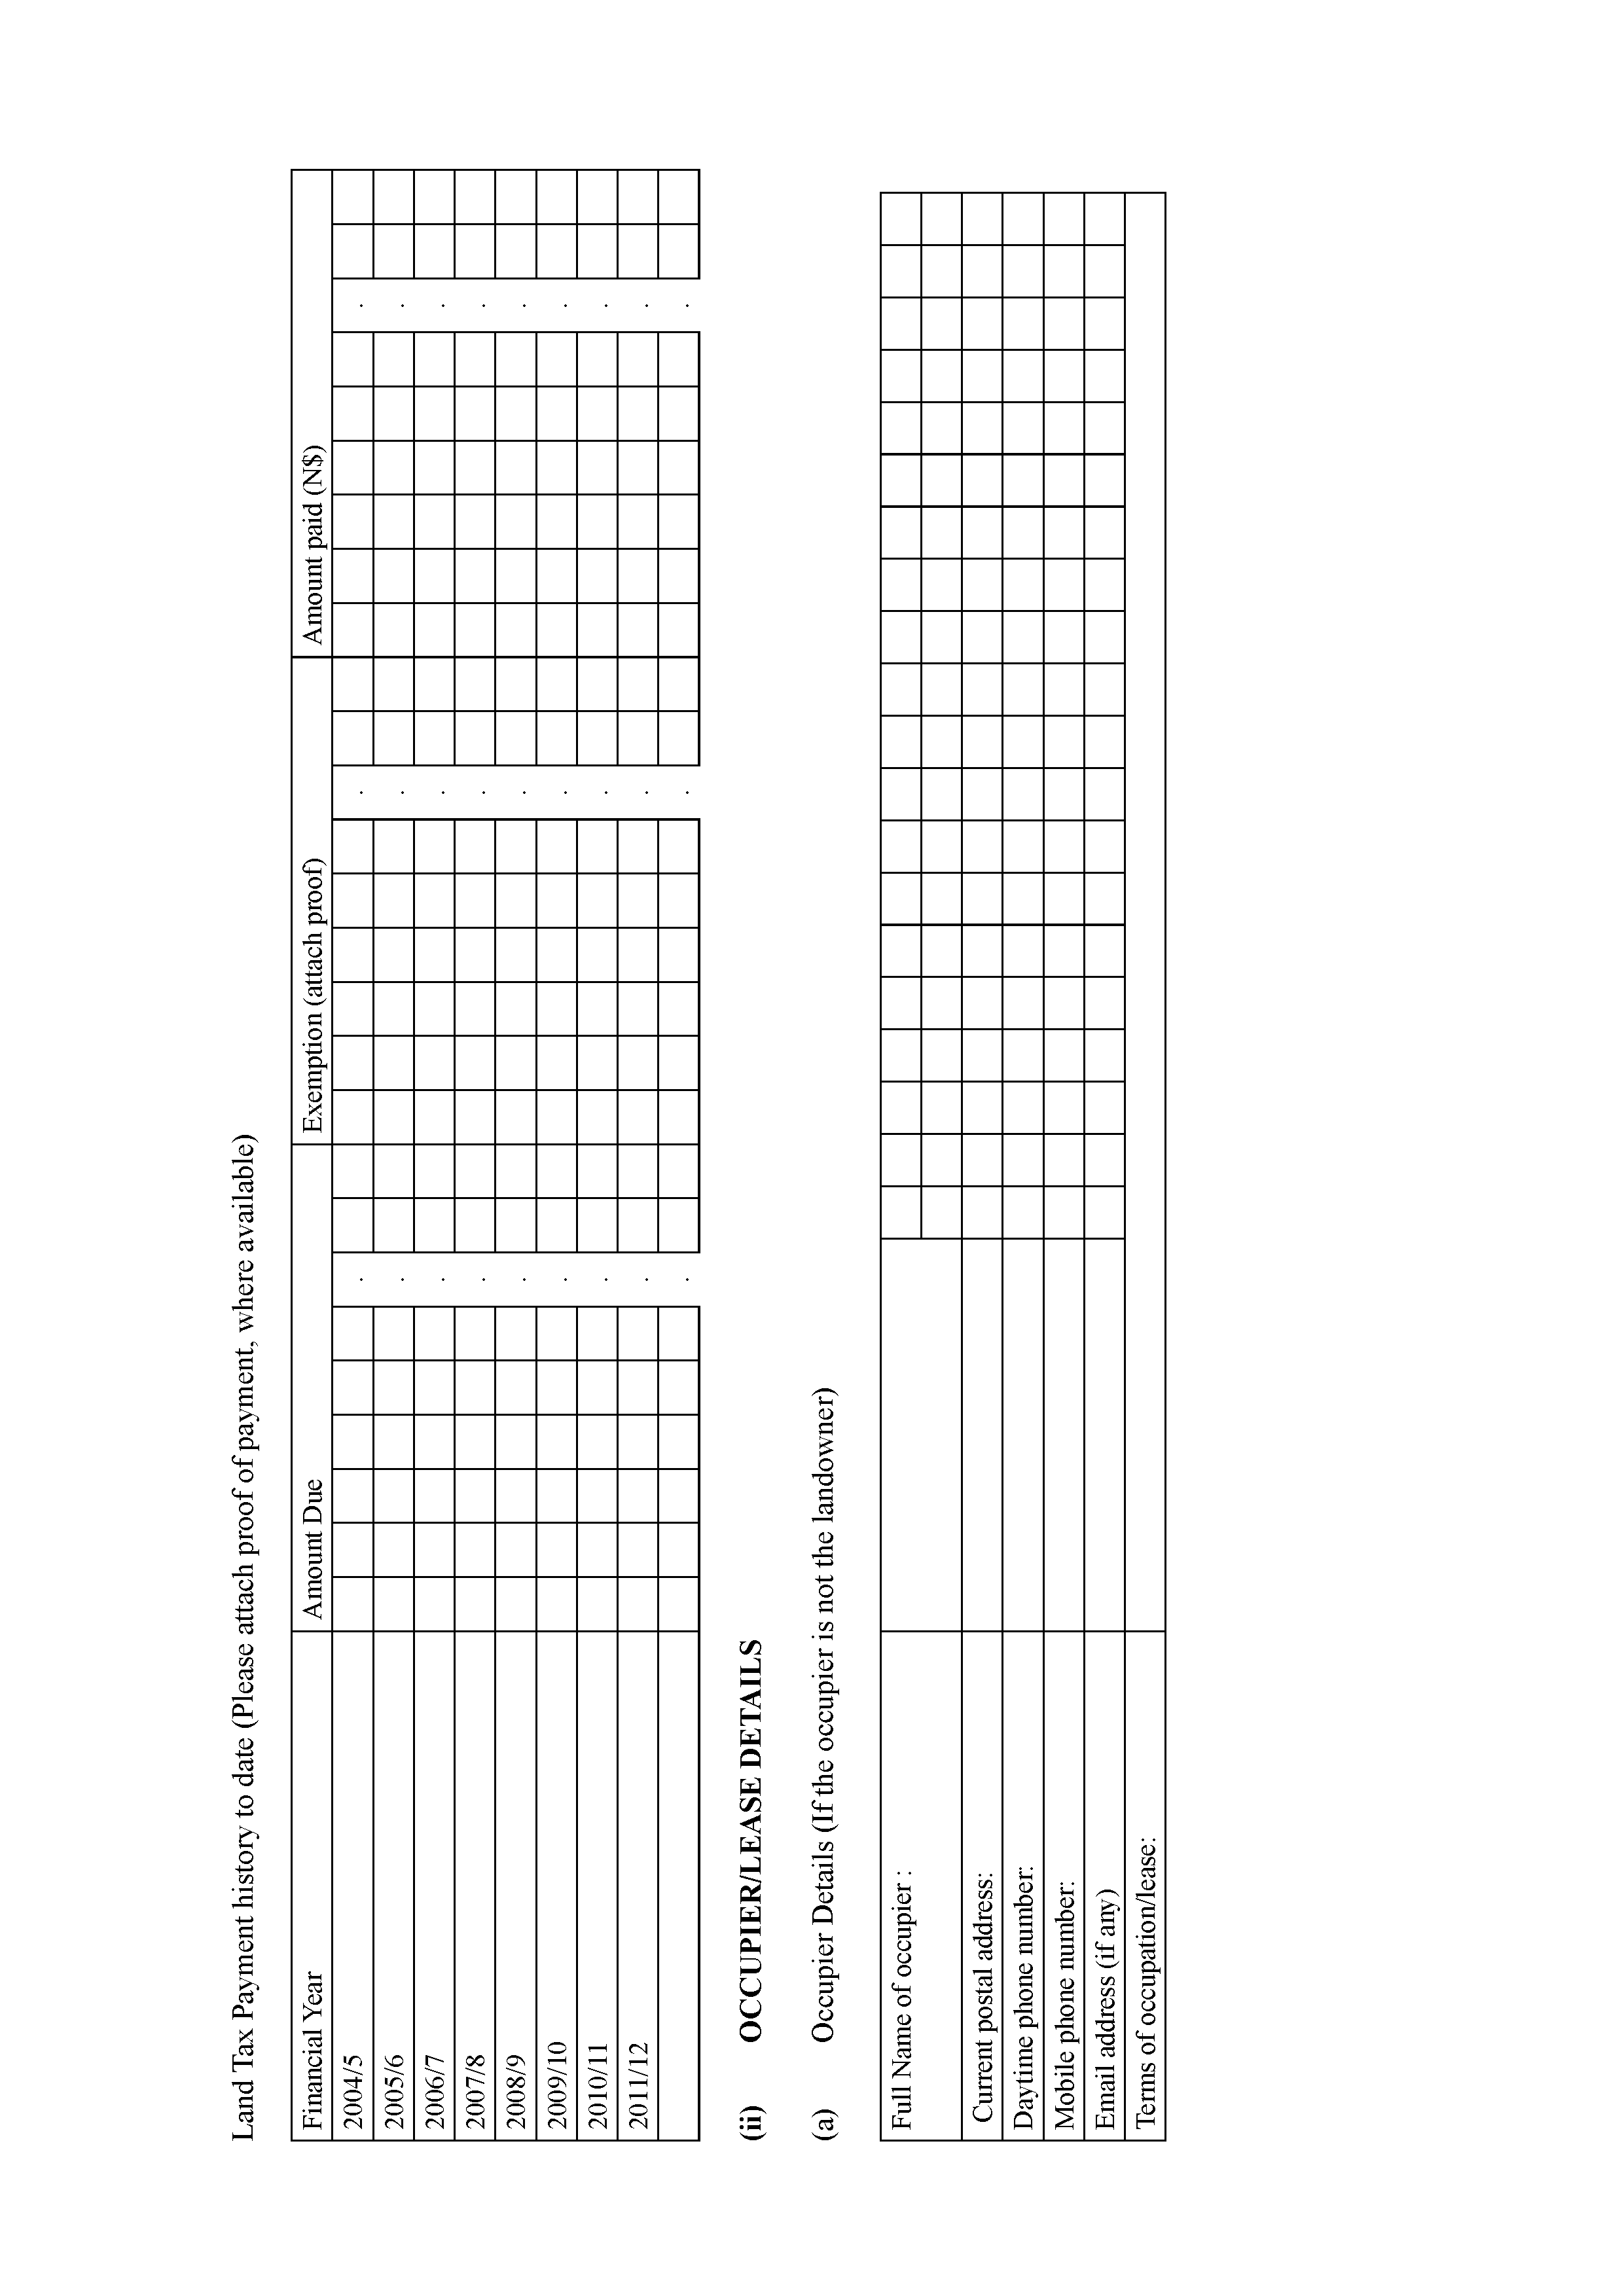 Land Tax Payment history to date (Please attach proof of payment, where available)
Financial Year Amount Due Exemption (attach proof) Amount paid (N$)
2004/5 . . .
2005/6 . . .
2006/7 . . .
2007/8 . . .
2008/9 . . .
2009/10 . . .
2010/11 . . .
2011/12 . . .
. . .
(ii) OCCUPIER/LEASE DETAILS
(a) Occupier Details (If the occupier is not the landowner)
Full Name of occupier :
Current postal address:
Daytime phone number:
Mobile phone number:
Email address (if any)
Terms of occupation/lease: